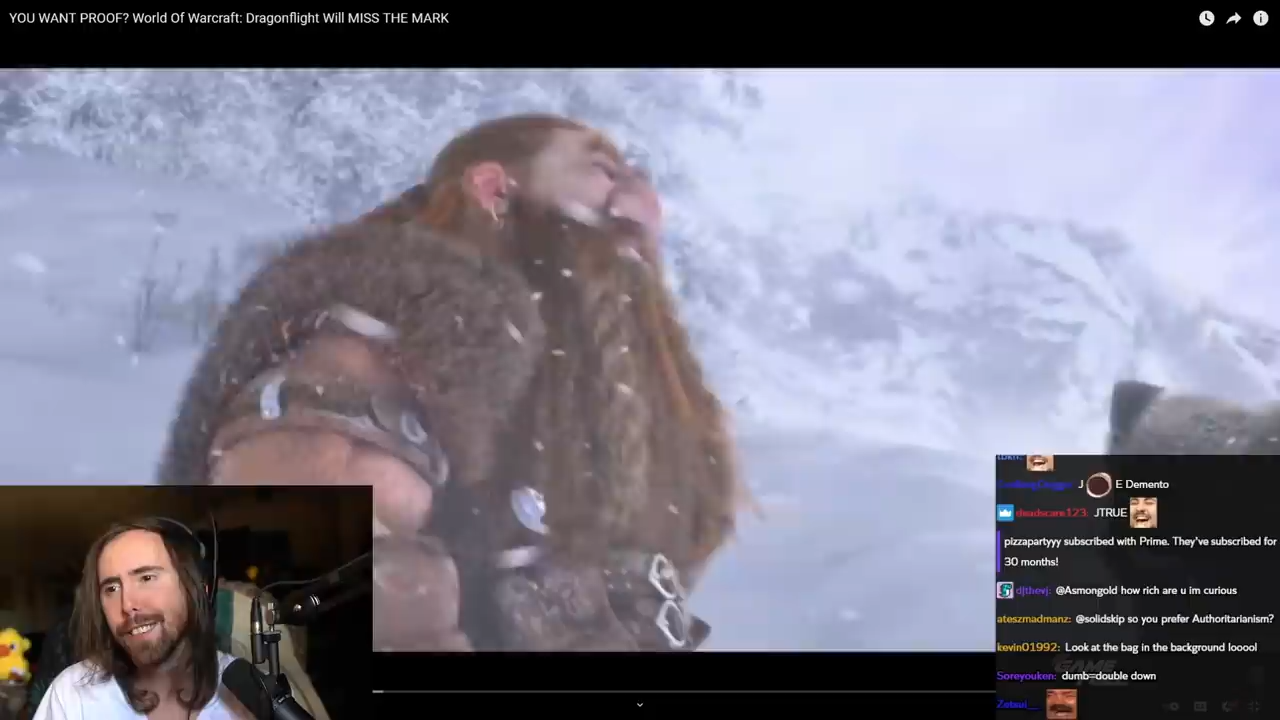 YOU WANT PROOF? World Of Warcraft: Dragonflight Will MISS THE MARK
J E Demento
deadscare123: JTRUE
pizzapartyyy subscribed with Prime. They've subscribed for
30 months!
djthevj: @Asmongold how rich are u im curious
ateszmadmanz: @solidskip so you prefer Authoritarianism?
kevin01992: Look at the bag in the background looool
Soreyouken: dumb=double down